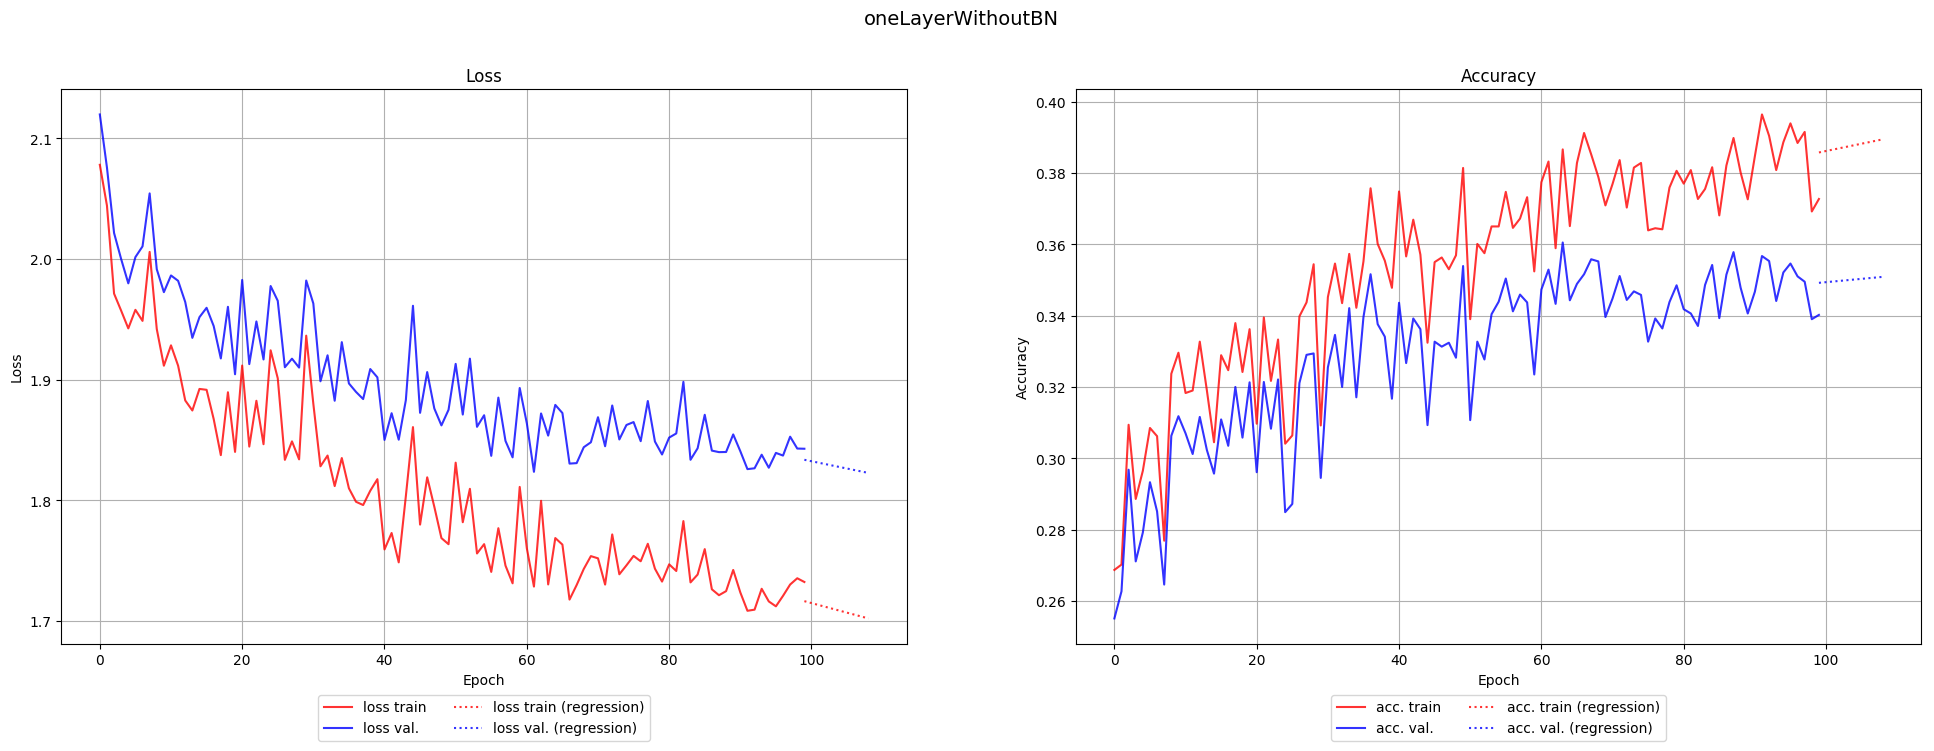 oneLayerWithoutBN
Loss
Loss
2.1
2.0
1.9
1.8
1.7
0 20 40 60 80 100
Epoch
loss train loss train (regression)
loss val. loss val. (regression)
Accuracy
Accuracy
0.40
0.38
0.36
0.34
0.32
0.30
0.28
0.26
0 20 40 60 80 100
Epoch
acc. train acc. train (regression)
acc. val. acc. val. (regression)